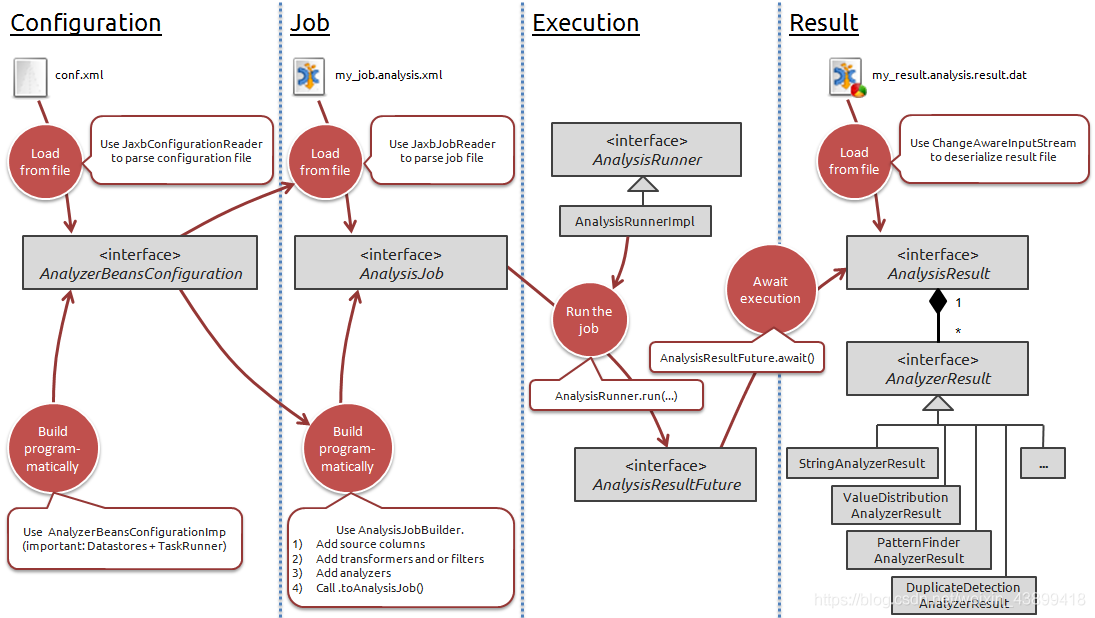 Configuration
conf.xml
Load
from file
Use JaxbConfigurationReader
to parse configuration file
<interface>
AnalyzerBeansConfiguration
Build
program-
matically
Use  AnalyzerBeansConfigurationImp
(important: Datastores + TaskRunner)
Job
my_job.analysis.xml
Load
from file
Use JaxbJobReader
to parse job file
<interface>
AnalysisJob
Build
program-
matically
Use AnalysisJobBuilder.
1) Add source columns
2) Add transformers and or filters
3) Add analyzers
4) Call .toAnalysisJob()
Execution
<interface>
AnalysisRunner
AnalysisRunnerImpl
Run the
job
AnalysisRunner.run(...)
Await
execution
AnalysisResultFuture.await()
<interface>
AnalysisResultFuture
Result
my_result.analysis.result.dat
Load
from file
Use ChangeAwareInputStream
to deserialize result file
<interface>
AnalysisResult
1
*
<interface>
AnalyzerResult
StringAnalyzerResult
...
ValueDistribution
AnalyzerResult
PatternFinder
AnalyzerResult
DuplicateDetection
AnalyzerResult